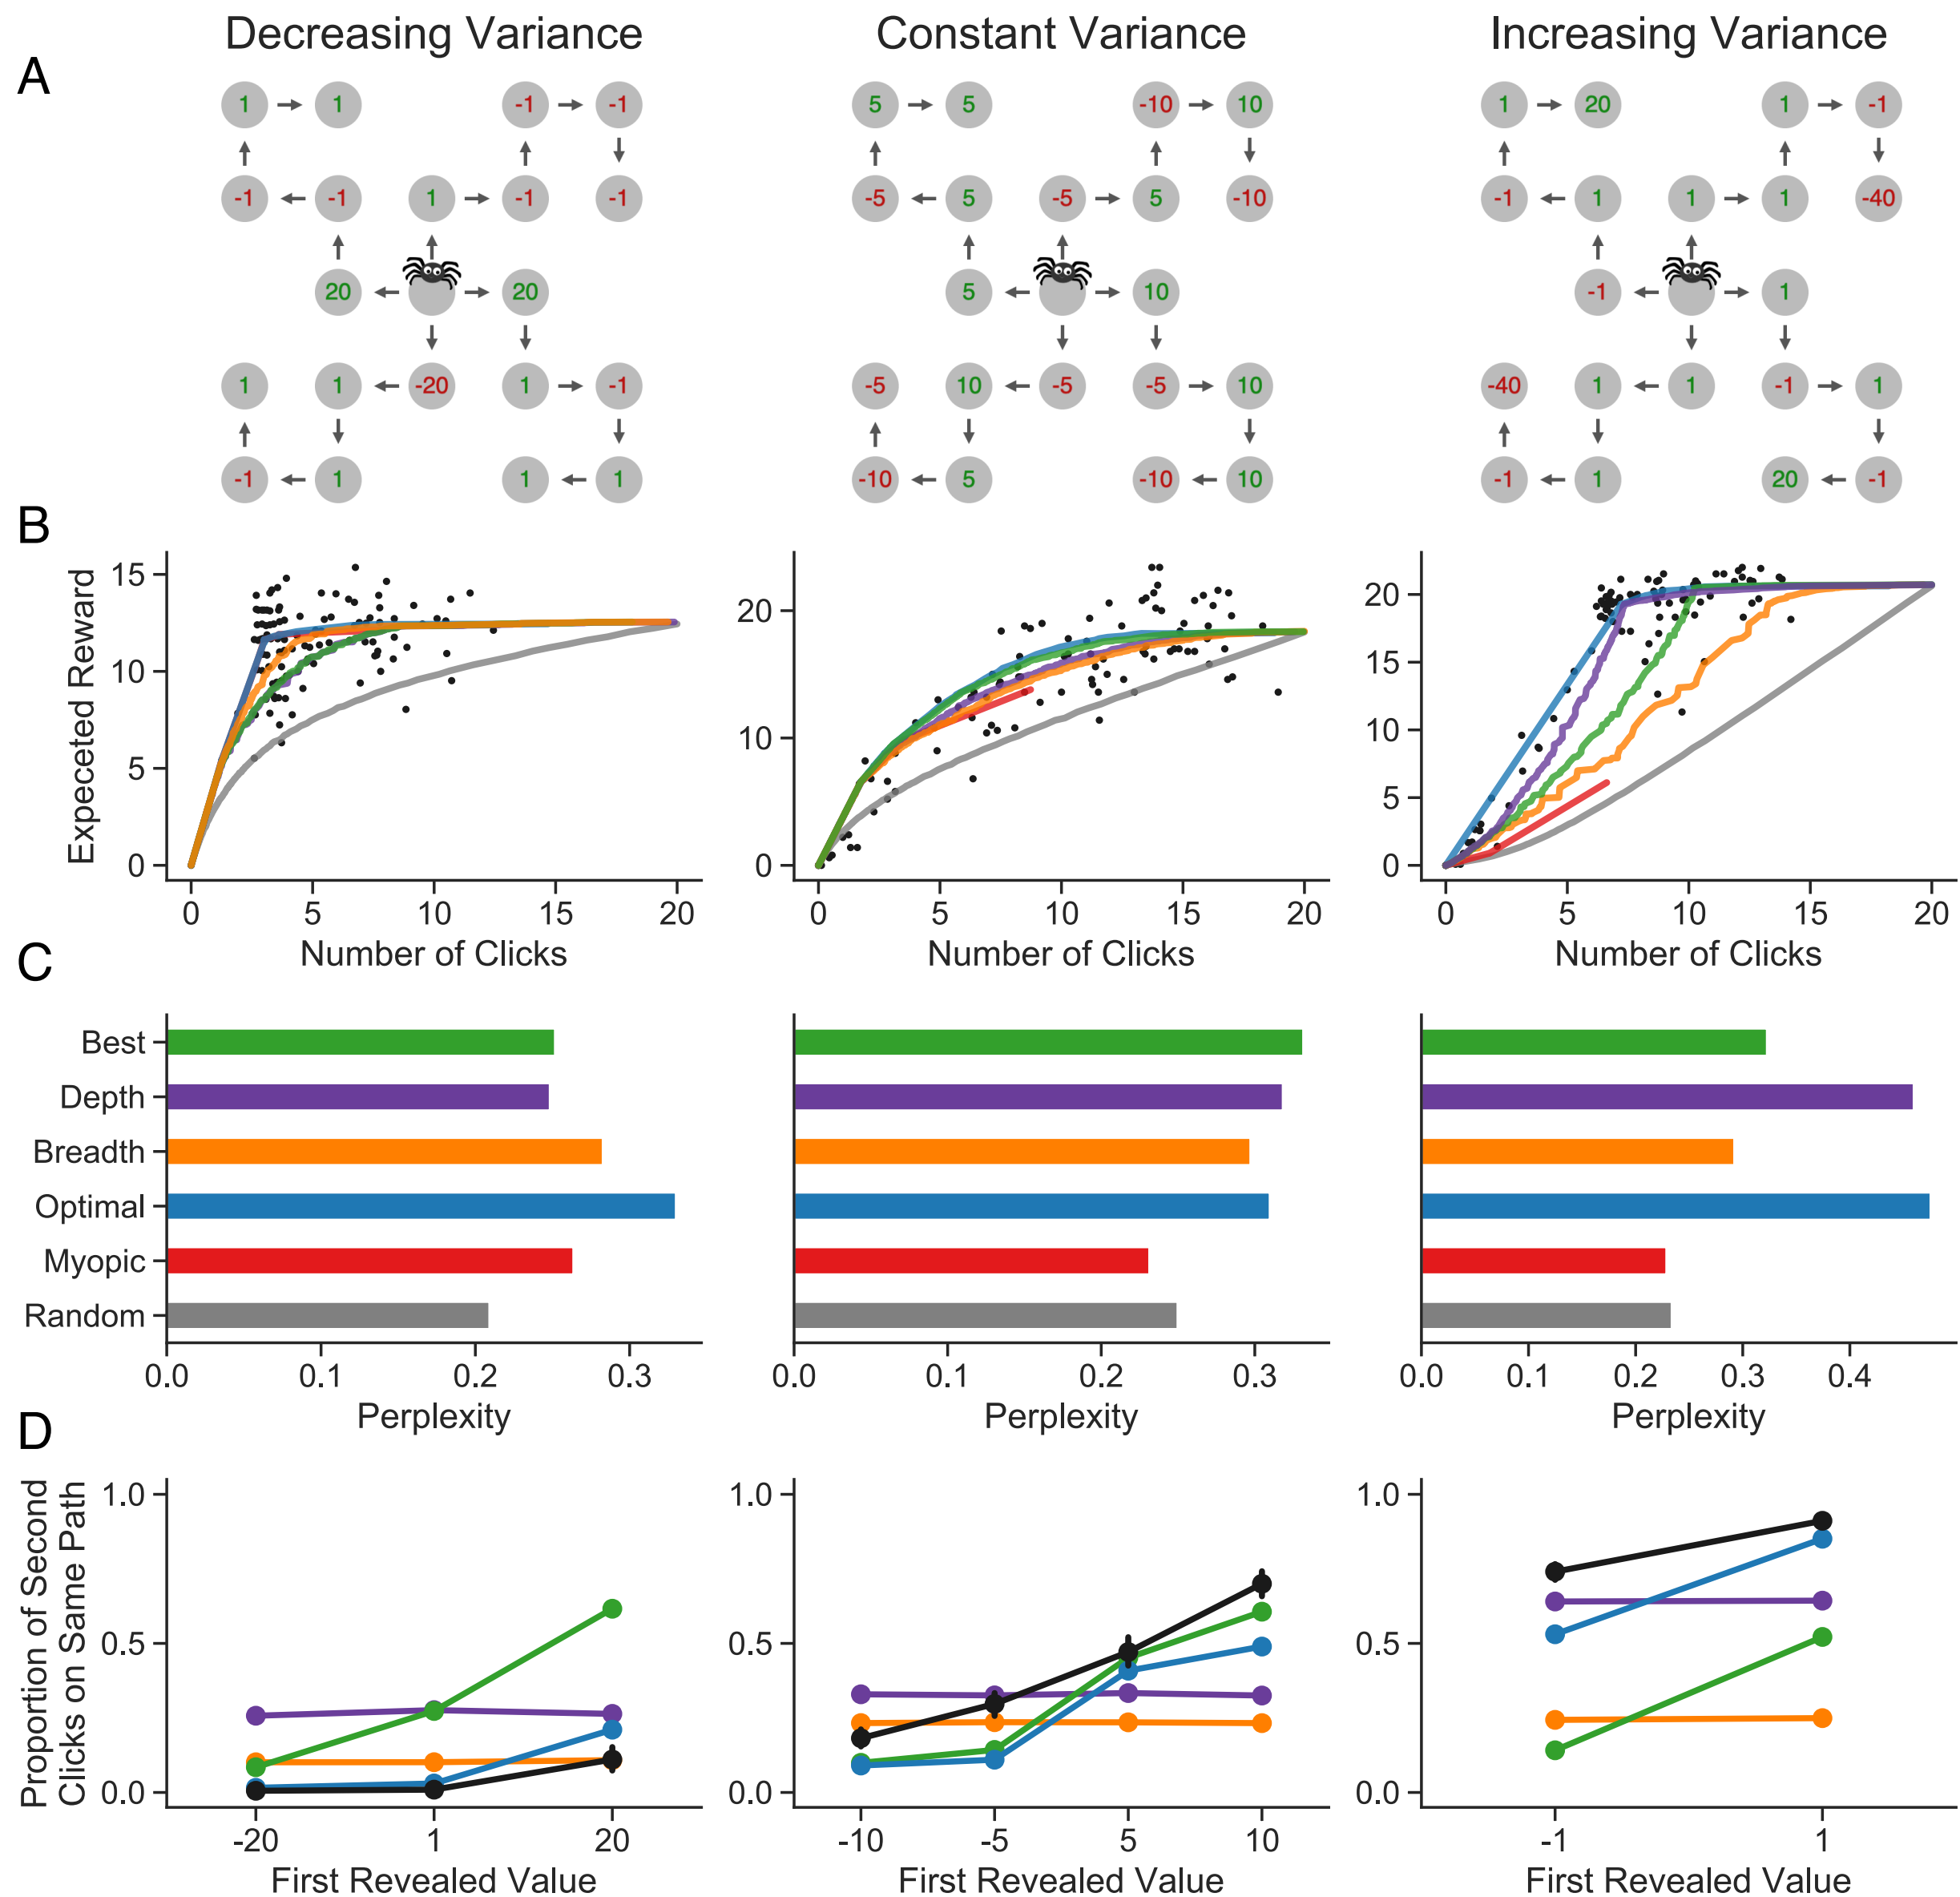 Decreasing Variance Constant Variance Increasing Variance
A
1 1 -1 -1 5 5 -10 10 1 20 1 -1
-1 -1 1 -1 -1 -5 5 -5 5 -10 -1 1 1 1 -40
20 20 5 10 -1 1
1 1 -20 1 -1 -5 10 -5 -5 10 -40 1 1 -1 1
-1 1 1 1 -10 5 -10 10 -1 1 20 -1
B
Expeceted Reward
15
10
5
0
0 5 10 15 20
Number of Clicks
20
10
0
0 5 10 15 20
Number of Clicks
20
15
10
5
0
0 5 10 15 20
Number of Clicks
C
Best
Depth
Breadth
Optimal
Myopic
Random
0.0 0.1 0.2 0.3
Perplexity
0.0 0.1 0.2 0.3
Perplexity
0.0 0.1 0.2 0.3 0.4
Perplexity
D
Proportion of Second
Clicks on Same Path
1.0
0.5
0.0
-20 1 20
First Revealed Value
1.0
0.5
0.0
-10 -5 5 10
First Revealed Value
1.0
0.5
0.0
-1 1
First Revealed Value